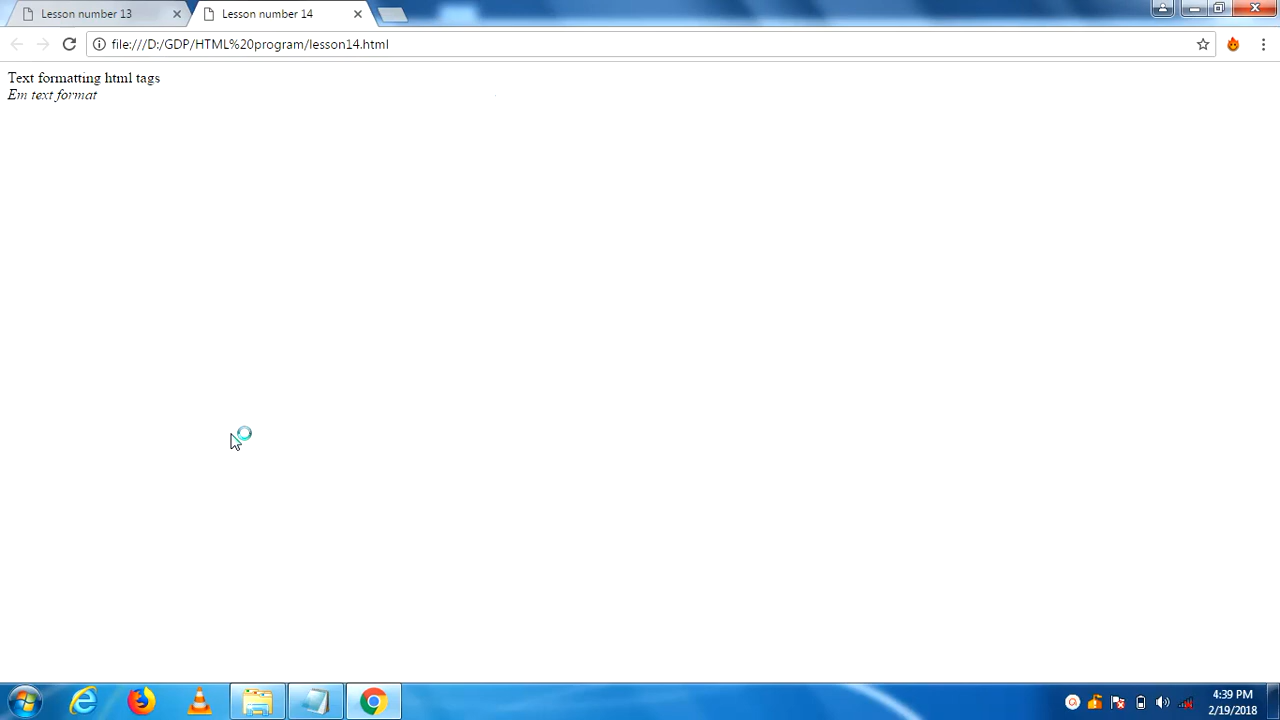 Lesson number 13
Lesson number 14
file:///D:/GDP/HTML%20program/lesson14.html
Text formatting html tags
Em text format
4:39 PM
2/19/2018